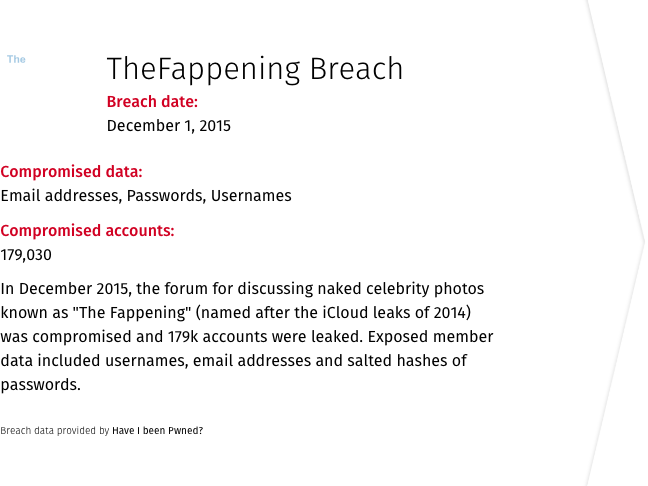 The
TheFappening Breach
Breach date:
December 1, 2015
Compromised data:
Email addresses, Passwords, Usernames
Compromised accounts:
179,030
In December 2015, the forum for discussing naked celebrity photos
known as "The Fappening" (named after the iCloud leaks of 2014)
was compromised and 179k accounts were leaked. Exposed member
data included usernames, email addresses and salted hashes of
passwords.
Breach data provided by Have I been Pwned?